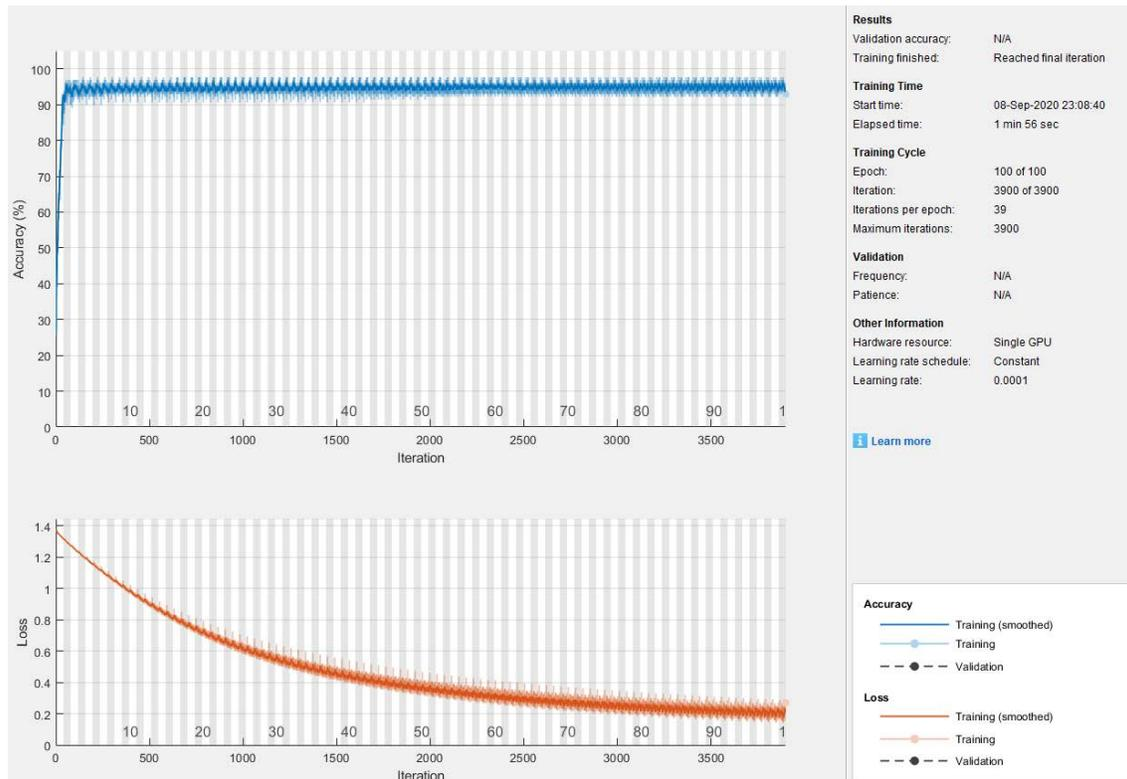 Results
Validation accuracy: N/A
Training finished: Reached final iteration
Training Time
Start time: 08-Sep-2020 23:08:40
Elapsed time: 1 min 56 sec
Training Cycle
Epoch: 100 of 100
Iteration: 3900 of 3900
Iterations per epoch: 39
Maximum iterations: 3900
Validation
Frequency: N/A
Patience: N/A
Other Information
Hardware resource: Single GPU
Learning rate schedule: Constant
Learning rate: 0.0001
i Learn more
Accuracy (%)
100
90
80
70
60
50
40
30
20
10
0
10 20 30 40 50 60 70 80 90 1
0 500 1000 1500 2000 2500 3000 3500
Iteration
Loss
1.4
1.2
1
0.8
0.6
0.4
0.2
0
10 20 30 40 50 60 70 80 90 1
0 500 1000 1500 2000 2500 3000 3500
Iteration
Accuracy
Training (smoothed)
Training
Validation
Loss
Training (smoothed)
Training
Validation